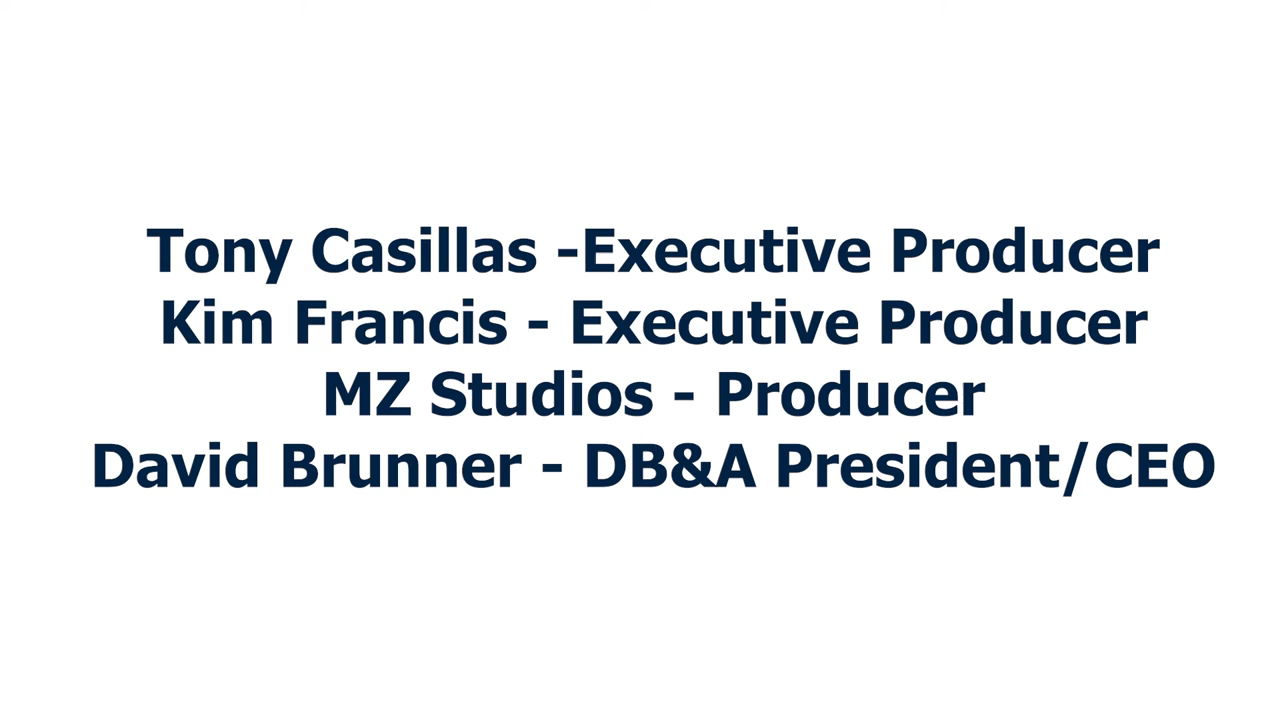 Tony Casillas -Executive Producer
Kim Francis - Executive Producer
MZ Studios - Producer
David Brunner - DB&A President/CEO